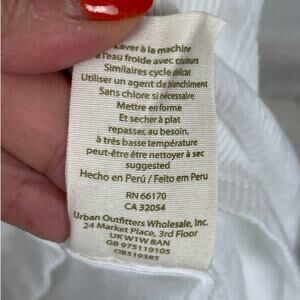 Laver à la machine
à l'eau froide avec couleurs
Similaires cycle délicat
Utiliser un agent de blanchiment
Sans chlore si nécessaire
Mettre en forme
Et secher à plat
repasser, au besoin,
à trés basse température
peut-être être nettoyer à sec
suggested
Hecho en Perú / Feito em Peru
RN 66170
CA 32054
Urban Outfitters Wholesale, Inc.
24 Market Place, 3rd Floor
UK W1W 8AN
GB 975119105
OB519385